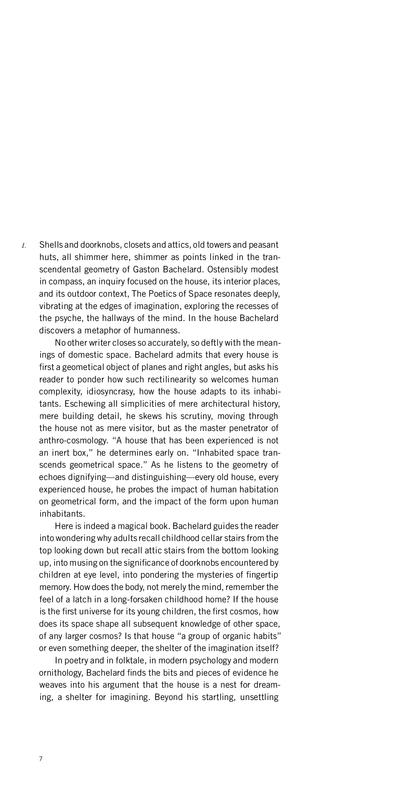 I. Shells and doorknobs, closets and attics, old towers and peasant
huts, all shimmer here, shimmer as points linked in the tran-
scendental geometry of Gaston Bachelard. Ostensibly modest
in compass, an inquiry focused on the house, its interior places,
and its outdoor context, The Poetics of Space resonates deeply,
vibrating at the edges of imagination, exploring the recesses of
the psyche, the hallways of the mind. In the house Bachelard
discovers a metaphor of humanness.
No other writer closes so accurately, so deftly with the mean-
ings of domestic space. Bachelard admits that every house is
first a geometical object of planes and right angles, but asks his
reader to ponder how such rectilinearity so welcomes human
complexity, idiosyncrasy, how the house adapts to its inhabi-
tants. Eschewing all simplicities of mere architectural history,
mere building detail, he skews his scrutiny, moving through
the house not as mere visitor, but as the master penetrator of
anthro-cosmology. “A house that has been experienced is not
an inert box,” he determines early on. “Inhabited space tran-
scends geometrical space.” As he listens to the geometry of
echoes dignifying—and distinguishing—every old house, every
experienced house, he probes the impact of human habitation
on geometrical form, and the impact of the form upon human
inhabitants.
Here is indeed a magical book. Bachelard guides the reader
into wondering why adults recall childhood cellar stairs from the
top looking down but recall attic stairs from the bottom looking
up, into musing on the significance of doorknobs encountered by
children at eye level, into pondering the mysteries of fingertip
memory. How does the body, not merely the mind, remember the
feel of a latch in a long-forsaken childhood home? If the house
is the first universe for its young children, the first cosmos, how
does its space shape all subsequent knowledge of other space,
of any larger cosmos? Is that house “a group of organic habits”
or even something deeper, the shelter of the imagination itself?
In poetry and in folktale, in modern psychology and modern
ornithology, Bachelard finds the bits and pieces of evidence he
weaves into his argument that the house is a nest for dream-
ing, a shelter for imagining. Beyond his startling, unsettling
7